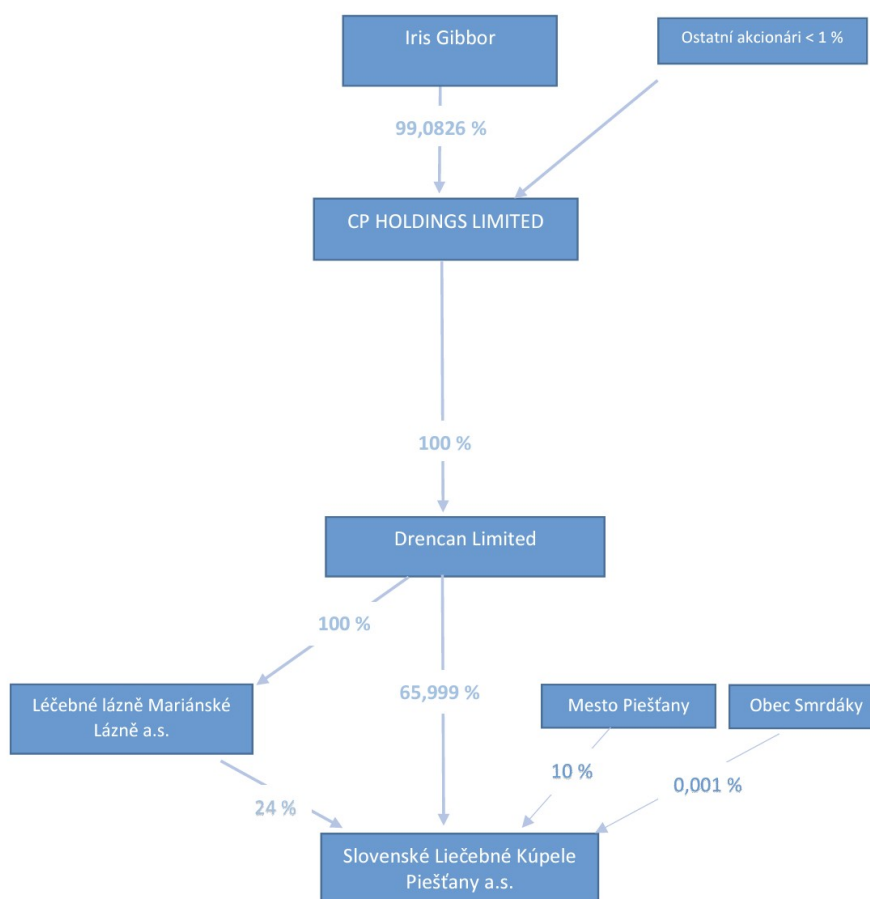 Iris Gibbor
Ostatní akcionári < 1 %
99,0826 %
CP HOLDINGS LIMITED
100 %
Drencan Limited
100 %
65,999 %
Léčebné lázně Mariánské
Lázně a.s.
Mesto Piešťany
Obec Smrdáky
10 %
0,001 %
24 %
Slovenské Liečebné Kúpele
Piešťany a.s.